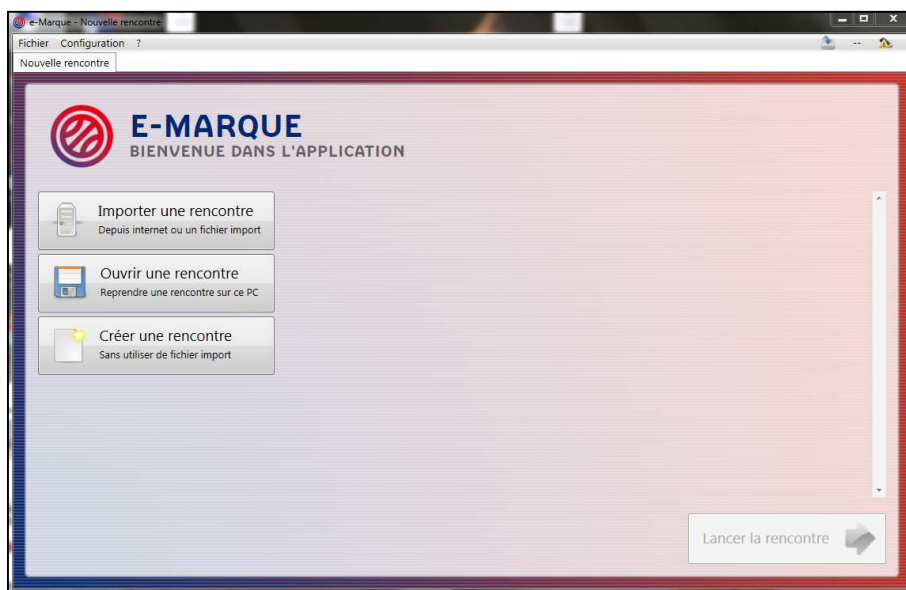 e-Marque - Nouvelle rencontre
Fichier Configuration ?
--
Nouvelle rencontre
E-MARQUE
BIENVENUE DANS L'APPLICATION
Importer une rencontre
Depuis internet ou un fichier import
Ouvrir une rencontre
Reprendre une rencontre sur ce PC
Créer une rencontre
Sans utiliser de fichier import
Lancer la rencontre